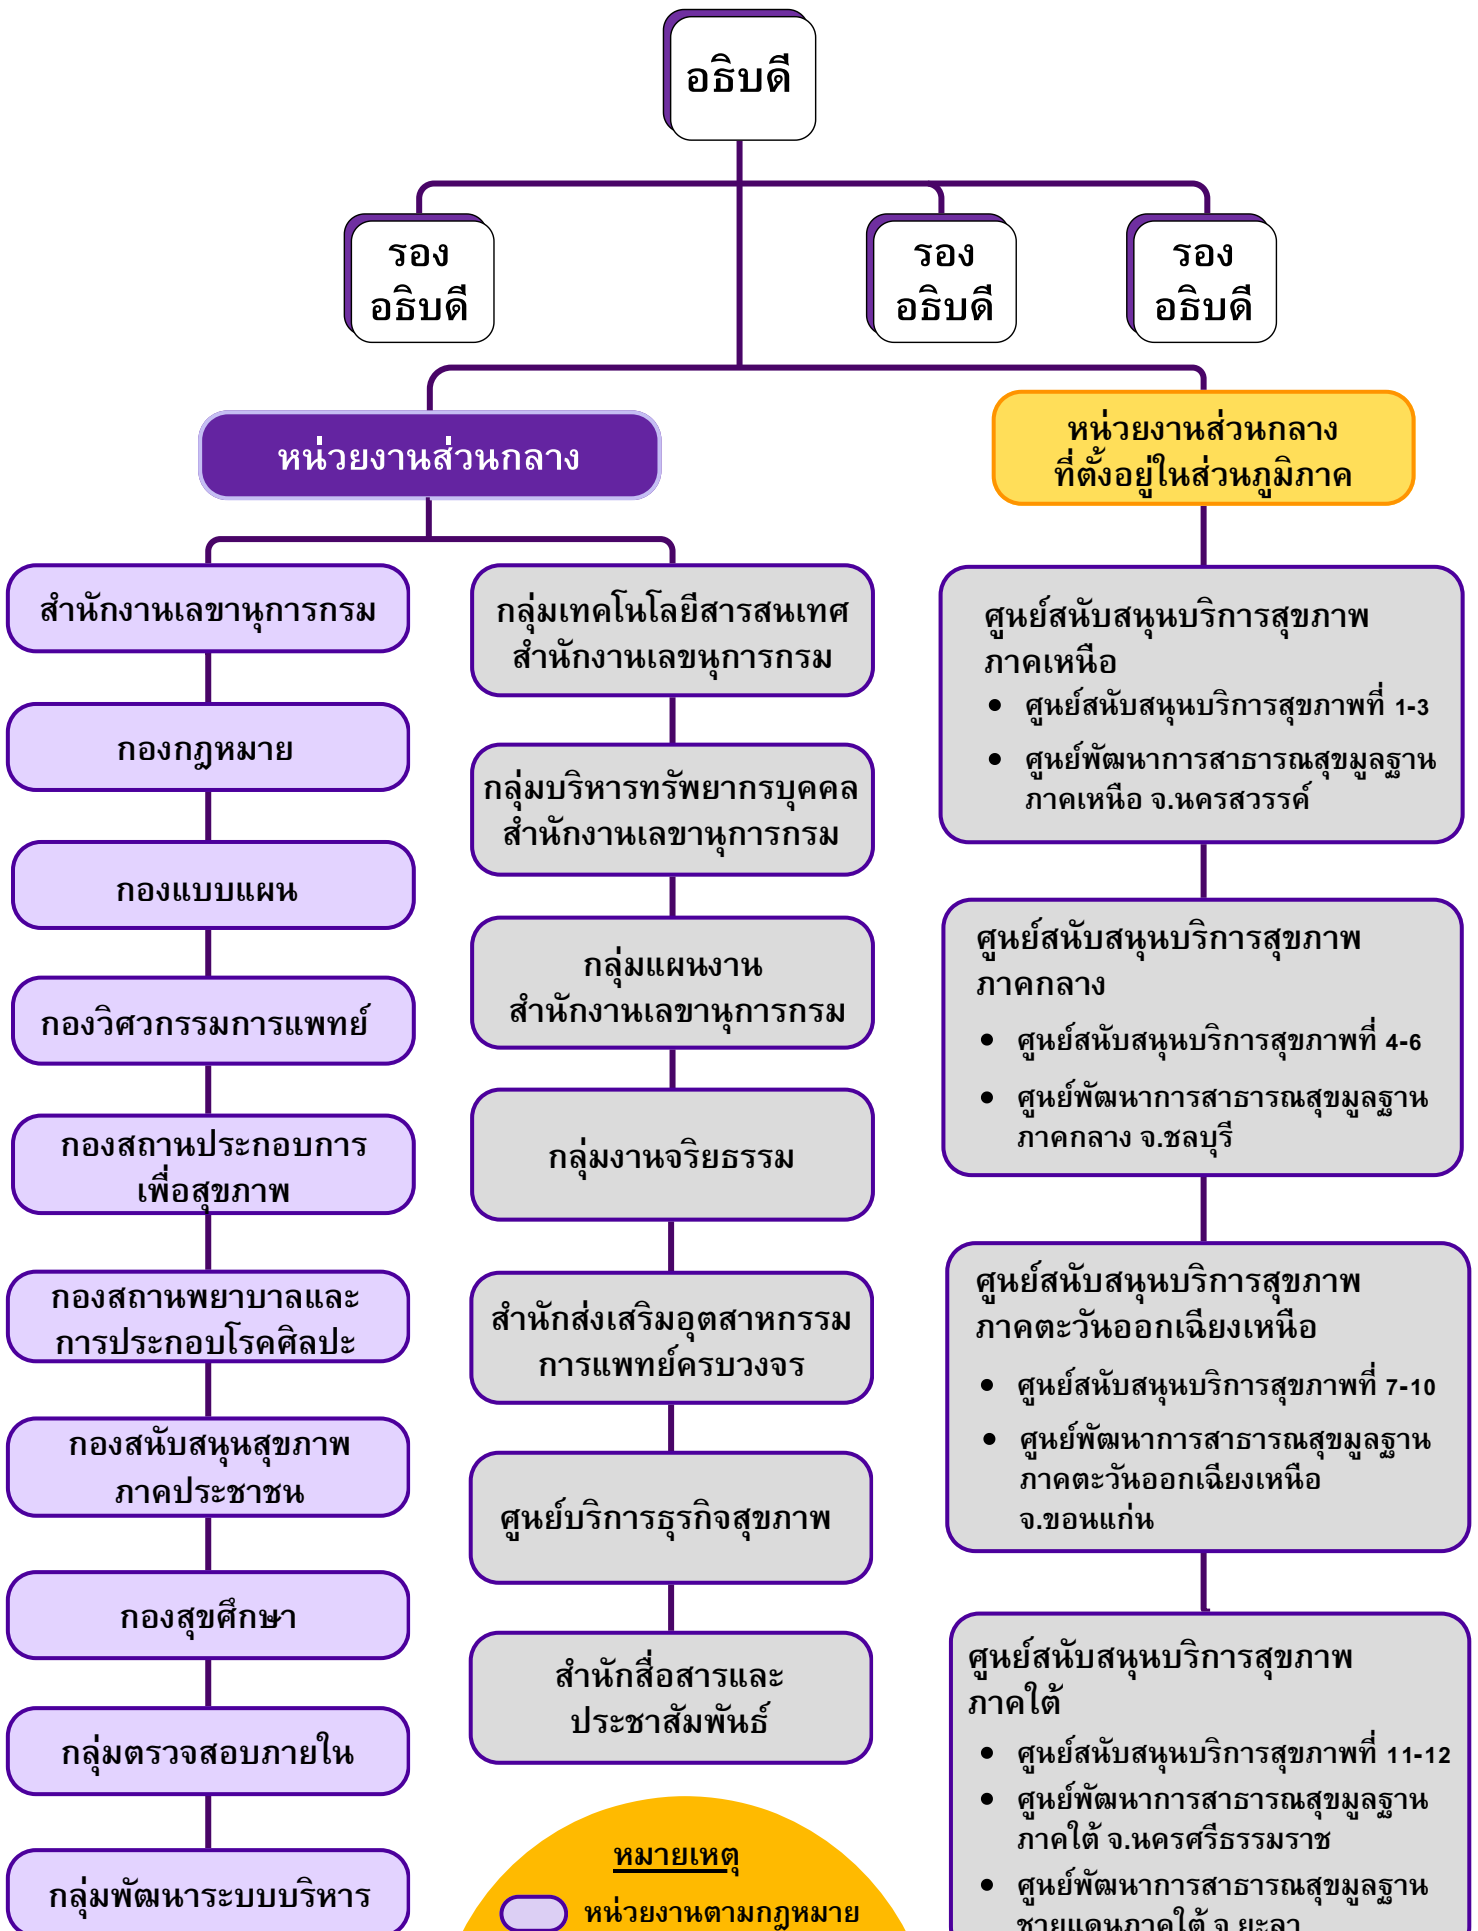 อธิบดี
รอง
อธิบดี
รอง
อธิบดี
รอง
อธิบดี
หน่วยงานส่วนกลาง
สำนักงานเลขานุการกรม
กองกฎหมาย
กองแบบแผน
กองวิศวกรรมการแพทย์
กองสถานประกอบการ
เพื่อสุขภาพ
กองสถานพยาบาลและ
การประกอบโรคศิลปะ
กองสนับสนุนสุขภาพ
ภาคประชาชน
กองสุขศึกษา
กลุ่มตรวจสอบภายใน
กลุ่มพัฒนาระบบบริหาร
กลุ่มเทคโนโลยีสารสนเทศ
สำนักงานเลขนุการกรม
กลุ่มบริหารทรัพยากรบุคคล
สำนักงานเลขานุการกรม
กลุ่มแผนงาน
สำนักงานเลขานุการกรม
กลุ่มงานจริยธรรม
สำนักส่งเสริมอุตสาหกรรม
การแพทย์ครบวงจร
ศูนย์บริการธุรกิจสุขภาพ
สำนักสื่อสารและ
ประชาสัมพันธ์
หมายเหตุ
หน่วยงานตามกฎหมาย
หน่วยงานส่วนกลาง
ที่ตั้งอยู่ในส่วนภูมิภาค
ศูนย์สนับสนุนบริการสุขภาพ
ภาคเหนือ
• ศูนย์สนับสนุนบริการสุขภาพที่ 1-3
• ศูนย์พัฒนาการสาธารณสุขมูลฐาน
ภาคเหนือ จ.นครสวรรค์
ศูนย์สนับสนุนบริการสุขภาพ
ภาคกลาง
• ศูนย์สนับสนุนบริการสุขภาพที่ 4-6
• ศูนย์พัฒนาการสาธารณสุขมูลฐาน
ภาคกลาง จ.ชลบุรี
ศูนย์สนับสนุนบริการสุขภาพ
ภาคตะวันออกเฉียงเหนือ
• ศูนย์สนับสนุนบริการสุขภาพที่ 7-10
• ศูนย์พัฒนาการสาธารณสุขมูลฐาน
ภาคตะวันออกเฉียงเหนือ
จ.ขอนแก่น
ศูนย์สนับสนุนบริการสุขภาพ
ภาคใต้
• ศูนย์สนับสนุนบริการสุขภาพที่ 11-12
• ศูนย์พัฒนาการสาธารณสุขมูลฐาน
ภาคใต้ จ.นครศรีธรรมราช
• ศูนย์พัฒนาการสาธารณสุขมูลฐาน
ชายแดนภาคใต้ จ.ยะลา